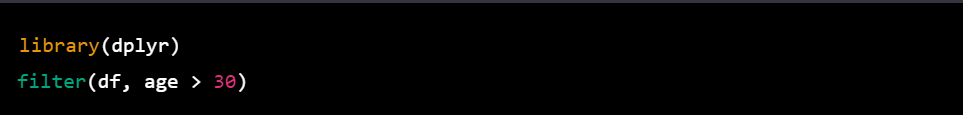 library(dplyr)
filter(df, age > 30)